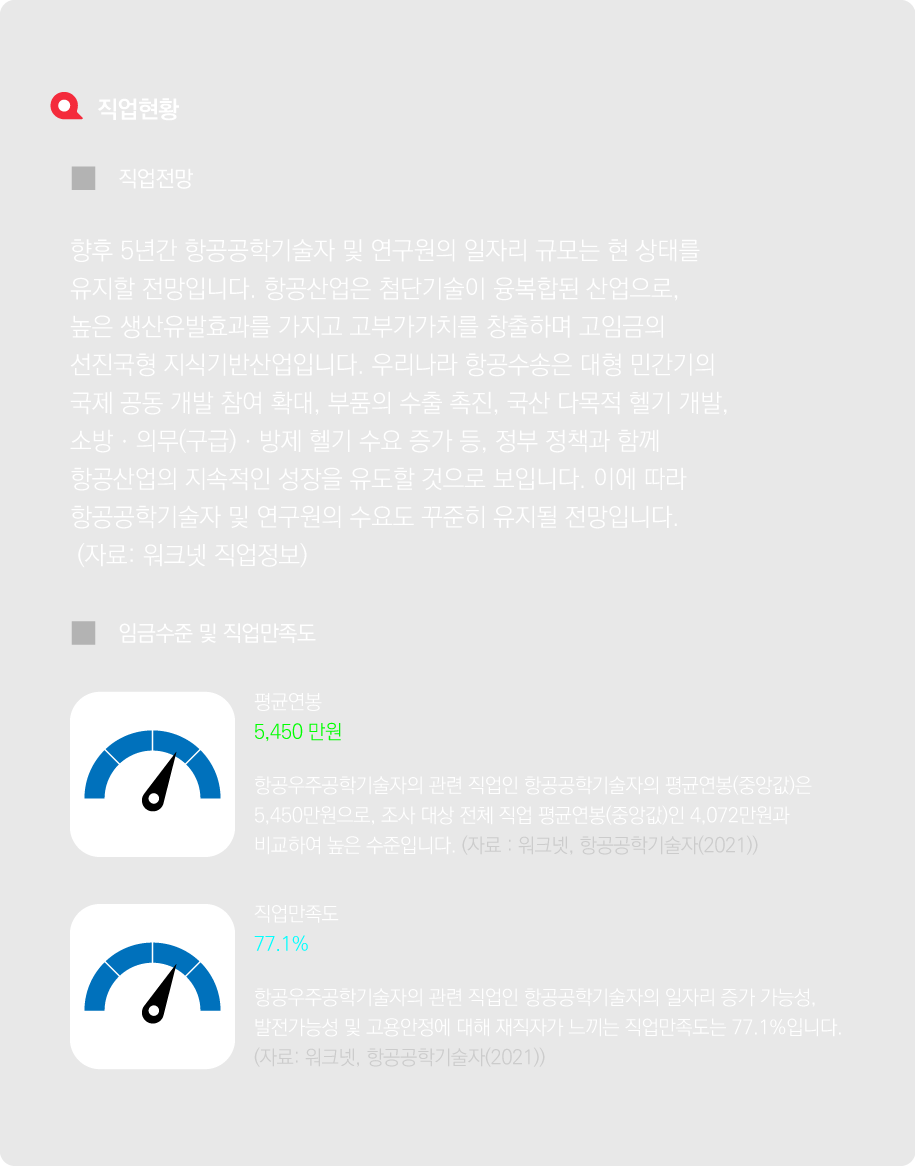 직업현황
직업전망
향후 5년간 항공공학기술자 및 연구원의 일자리 규모는 현 상태를
유지할 전망입니다. 항공산업은 첨단기술이 융복합된 산업으로,
높은 생산유발효과를 가지고 고부가가치를 창출하며 고임금의
선진국형 지식기반산업입니다. 우리나라 항공수송은 대형 민간기의
국제 공동 개발 참여 확대, 부품의 수출 촉진, 국산 다목적 헬기 개발,
소방 · 의무(구급) · 방제 헬기 수요 증가 등, 정부 정책과 함께
항공산업의 지속적인 성장을 유도할 것으로 보입니다. 이에 따라
항공공학기술자 및 연구원의 수요도 꾸준히 유지될 전망입니다.
(자료: 워크넷 직업정보)
임금수준 및 직업만족도
평균연봉
5,450 만원
항공우주공학기술자의 관련 직업인 항공공학기술자의 평균연봉(중앙값)은
5,450만원으로, 조사 대상 전체 직업 평균연봉(중앙값)인 4,072만원과
비교하여 높은 수준입니다. (자료 : 워크넷, 항공공학기술자(2021))
직업만족도
77.1%
항공우주공학기술자의 관련 직업인 항공공학기술자의 일자리 증가 가능성,
발전가능성 및 고용안정에 대해 재직자가 느끼는 직업만족도는 77.1%입니다.
(자료: 워크넷, 항공공학기술자(2021))